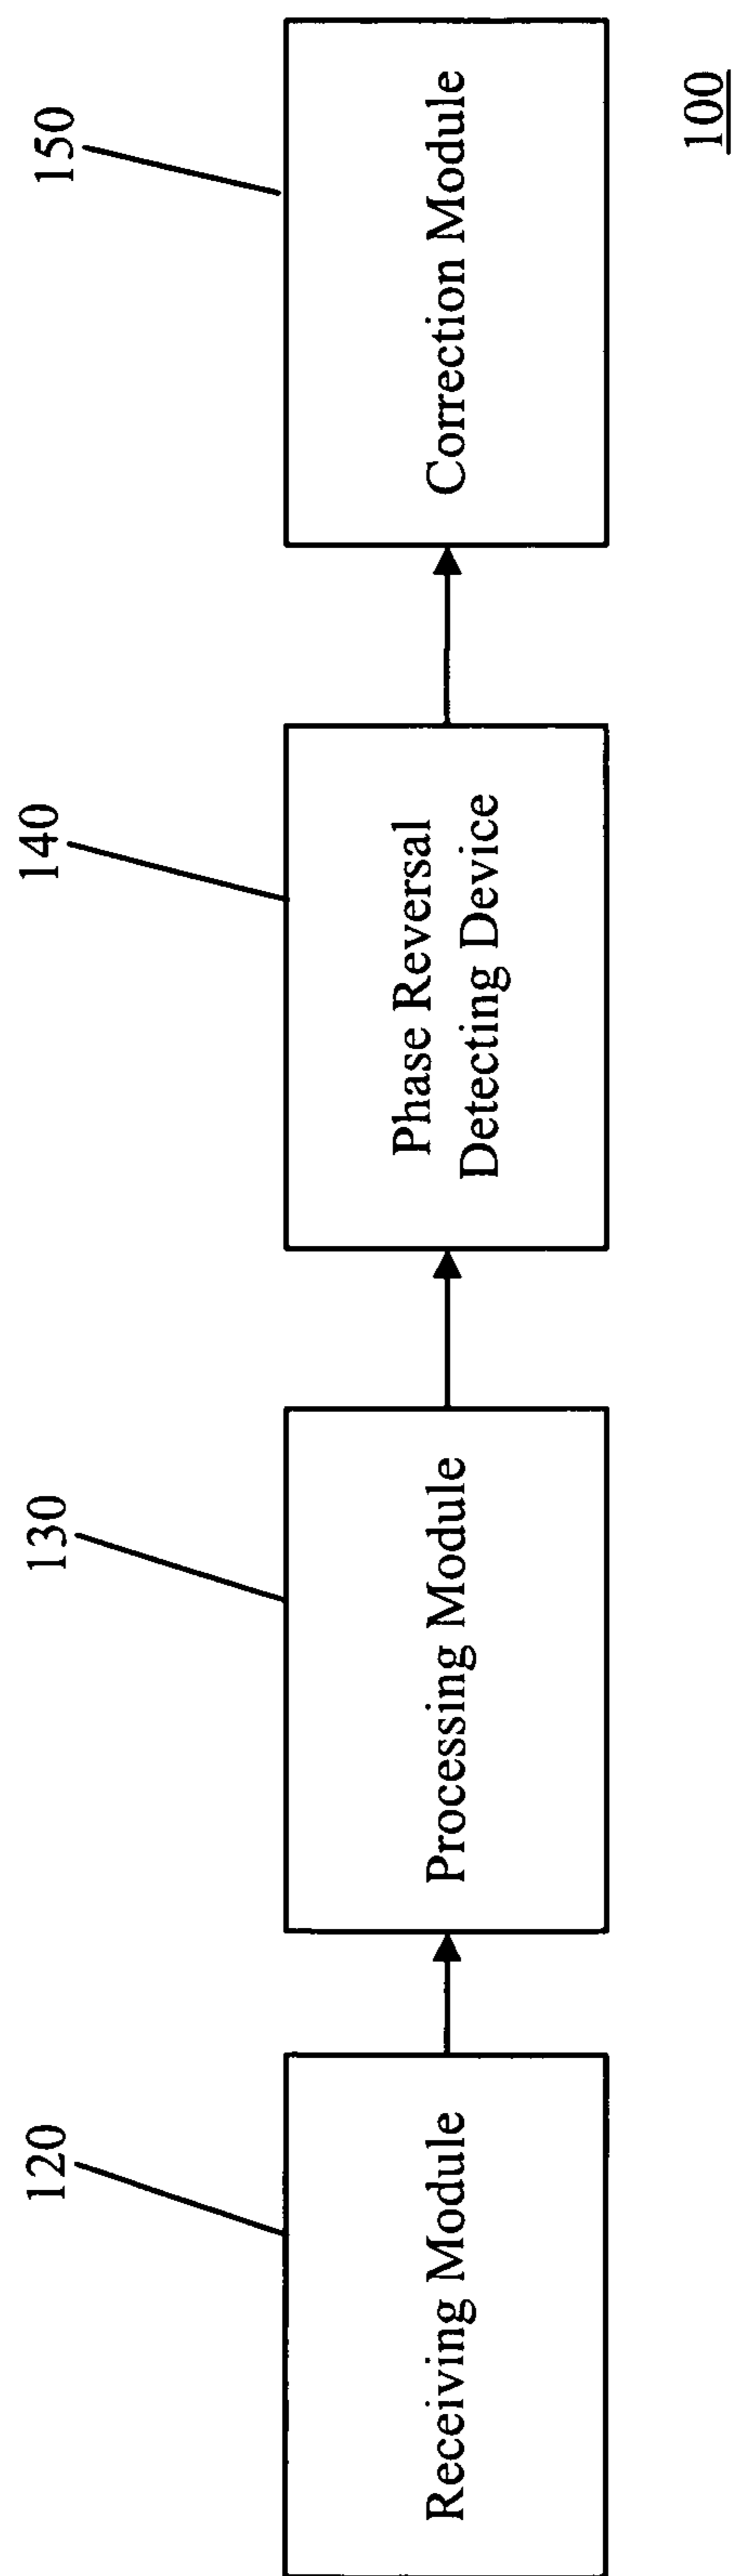 120
130
140
150
Receiving Module
Processing Module
Phase Reversal
Detecting Device
Correction Module
100